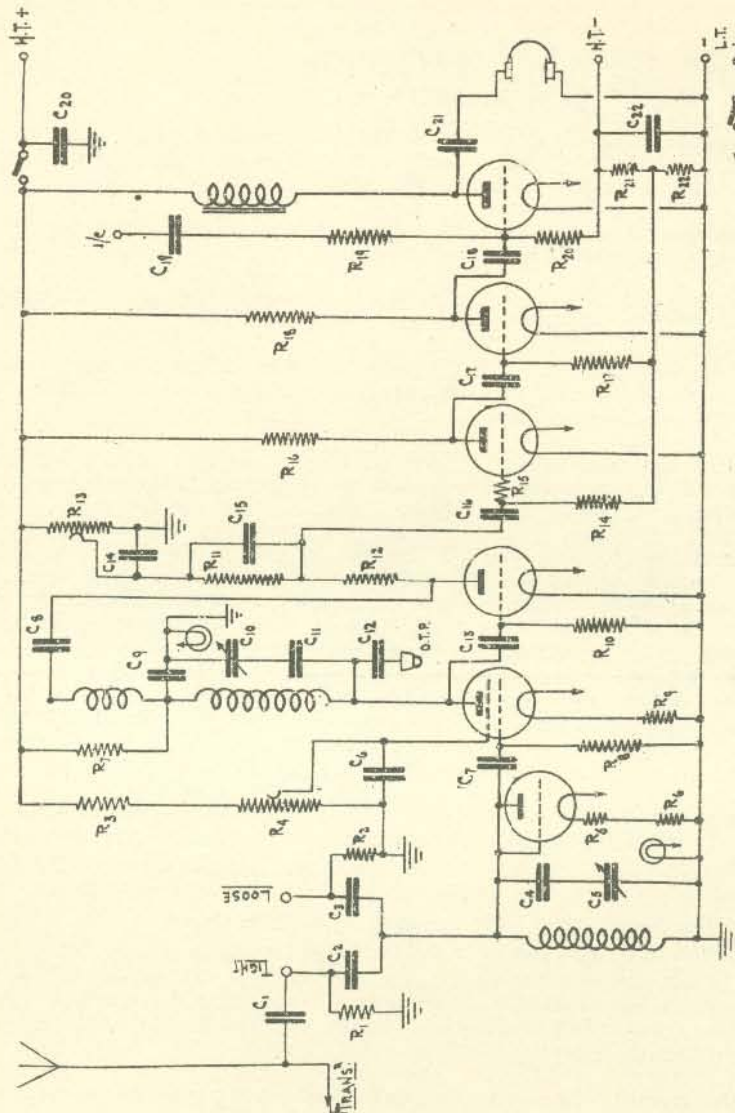 H.T.+
C20
I/C
C19
R19
C21
R18
C18
R20
H.T.-
C22
R21
R22
L.T.
-
R16
C17
R17
R13
C14
C15
R11
R12
C16
R15
R14
C8
C9
C10
C11
C12
C13
R10
R7
R3
R4
C6
C7
R8
R9
R2
LOOSE
C3
TIGHT
C2
C1
R1
TRANS.
C4
C5
R6